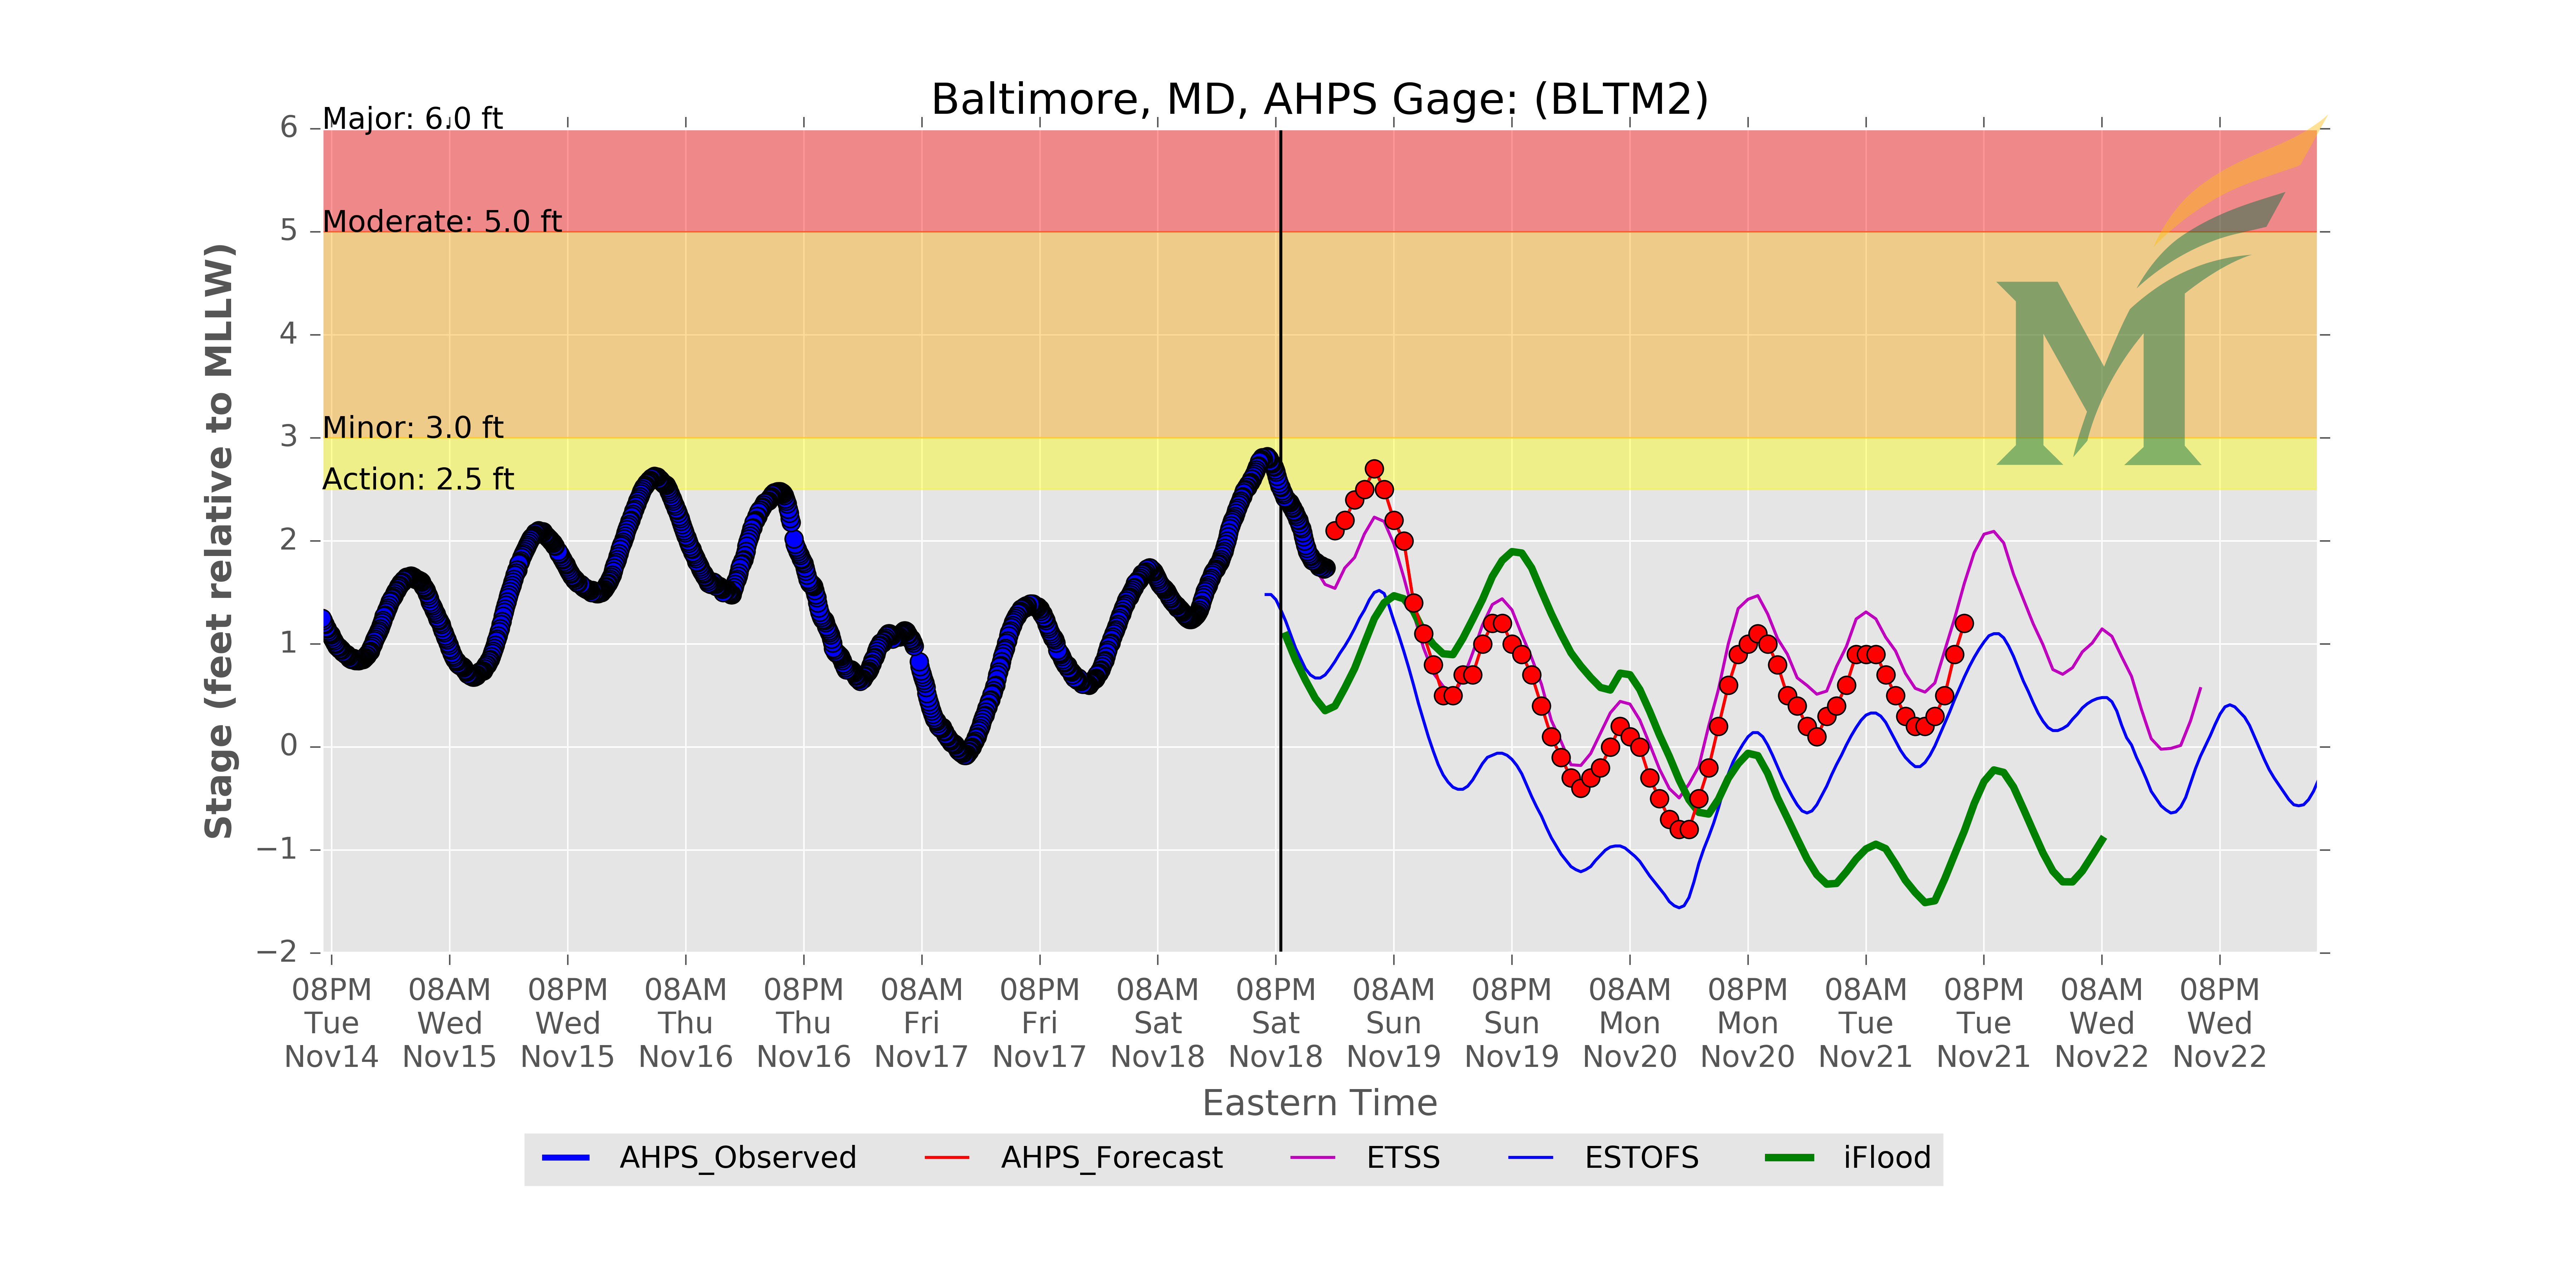 Baltimore, MD, AHPS Gage: (BLTM2)
Major: 6.0 ft
Moderate: 5.0 ft
Minor: 3.0 ft
Action: 2.5 ft
6
5
4
3
2
1
0
−1
−2
Stage (feet relative to MLLW)
M
08PM 08AM 08PM 08AM 08PM 08AM 08PM 08AM 08PM 08AM 08PM 08AM 08PM 08AM 08PM 08AM 08PM
Tue Wed Wed Thu Thu Fri Fri Sat Sat Sun Sun Mon Mon Tue Tue Wed Wed
Nov14 Nov15 Nov15 Nov16 Nov16 Nov17 Nov17 Nov18 Nov18 Nov19 Nov19 Nov20 Nov20 Nov21 Nov21 Nov22 Nov22
Eastern Time
AHPS_Observed AHPS_Forecast ETSS ESTOFS iFlood